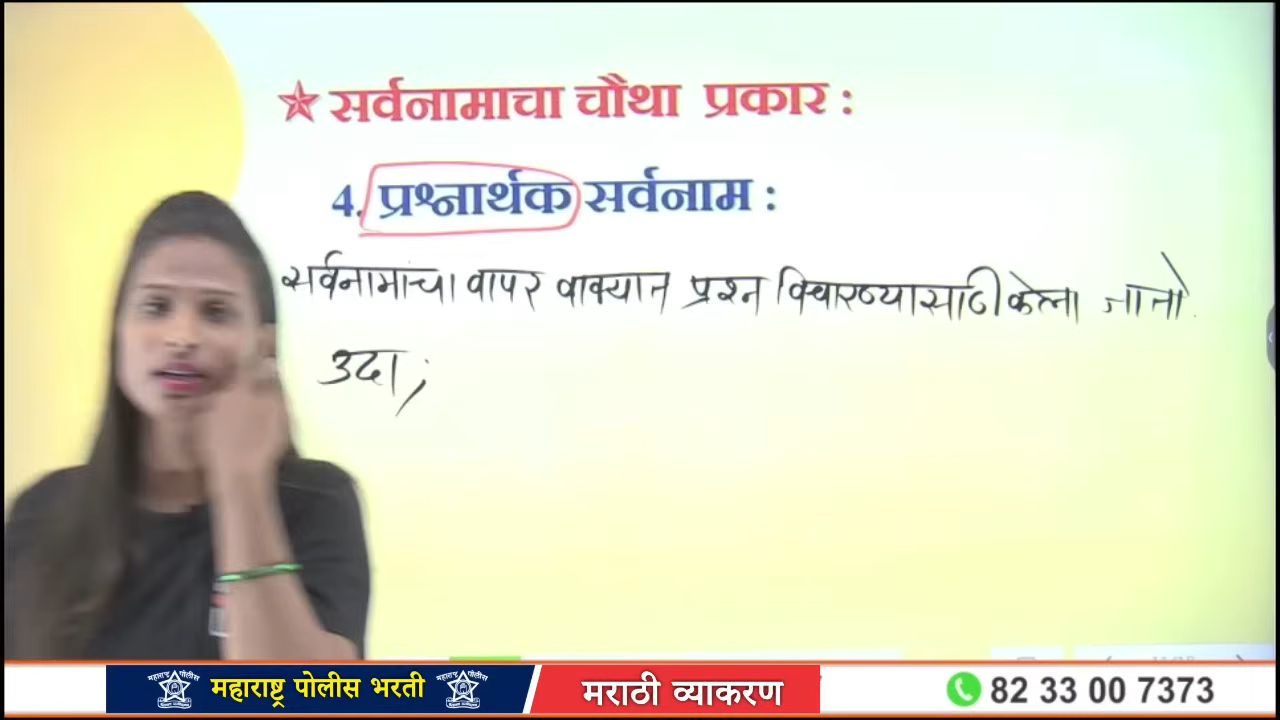 ★ सर्वनामाचा चौथा प्रकार :
4. प्रश्नार्थक सर्वनाम :
सर्वनामांचा वापर वाक्यात प्रश्न विचारण्यासाठी केला जातो.
उदा;
महाराष्ट्र पोलीस भरती
मराठी व्याकरण
82 33 00 7373